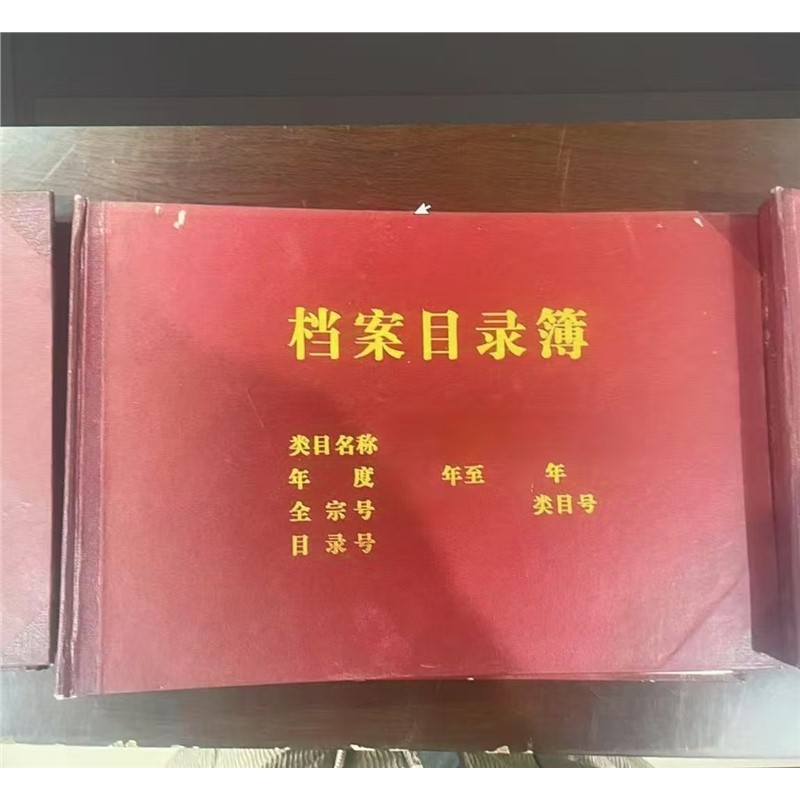 档案目录簿
类目名称
年 度 年至 年
全宗号 类目号
目录号